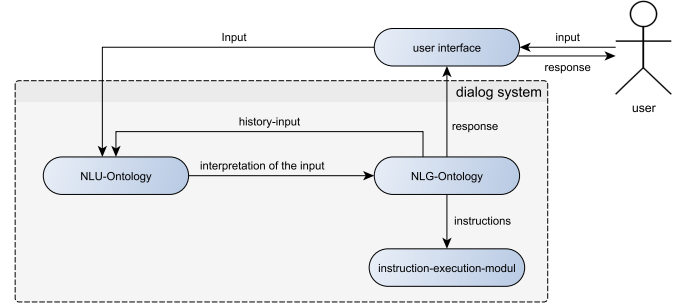 Input
user interface
input
response
user
dialog system
history-input
response
NLU-Ontology
interpretation of the input
NLG-Ontology
instructions
instruction-execution-modul